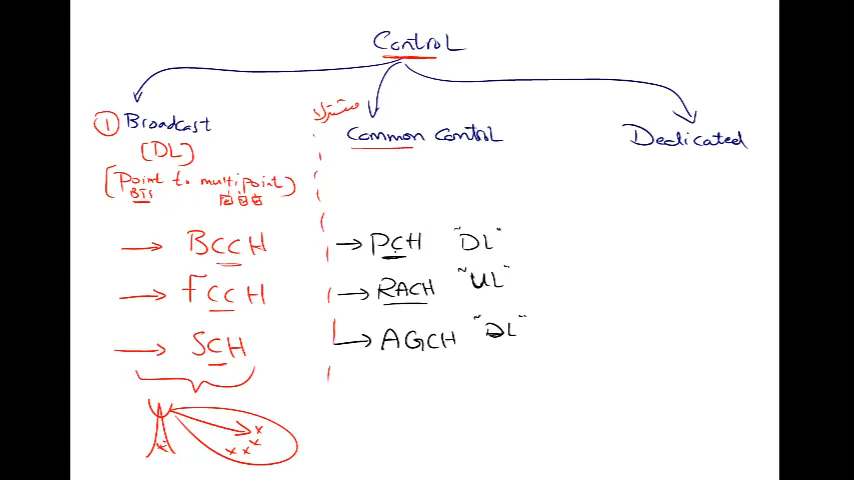 Control
① Broadcast
(DL)
(Point to multipoint)
BTS
مشترك
Common control
Dedicated
→ BCCH
→ FCCH
→ SCH
→ PCH "DL"
→ RACH "UL"
→ AGCH "DL"